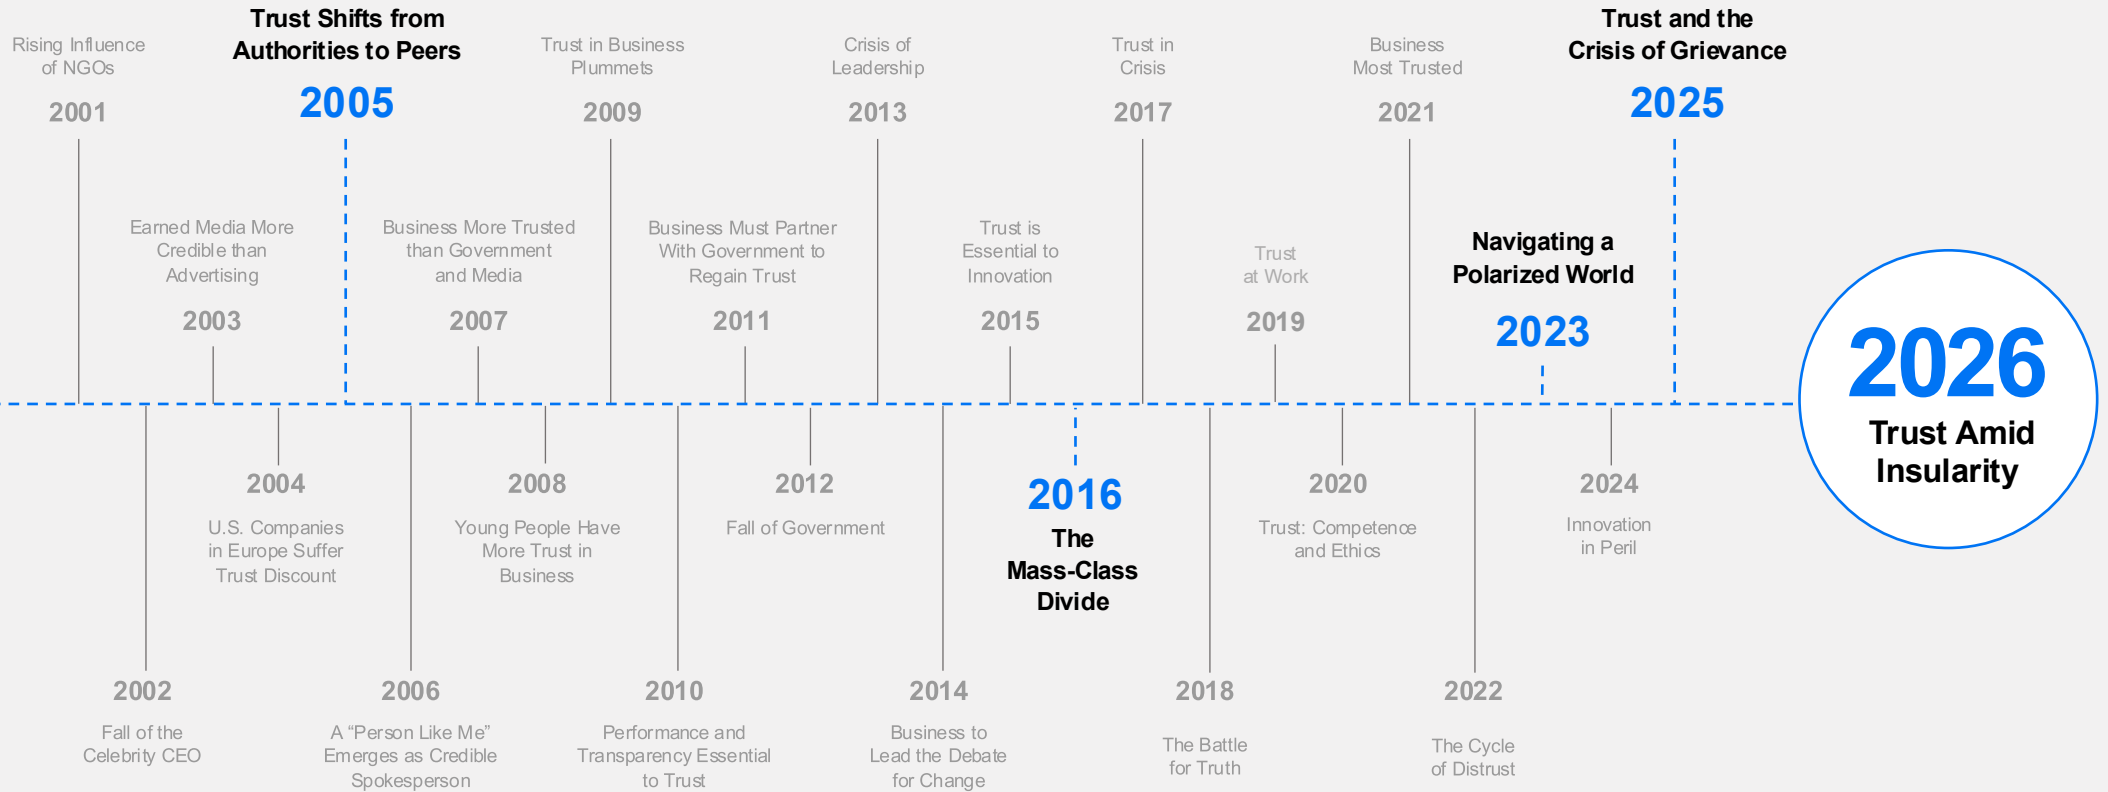 Rising Influence
of NGOs
2001
Trust Shifts from
Authorities to Peers
2005
Trust in Business
Plummets
2009
Crisis of
Leadership
2013
Trust in
Crisis
2017
Business
Most Trusted
2021
Trust and the
Crisis of Grievance
2025
Earned Media More
Credible than
Advertising
2003
Business More Trusted
than Government
and Media
2007
Business Must Partner
With Government to
Regain Trust
2011
Trust is
Essential to
Innovation
2015
Trust
at Work
2019
Navigating a
Polarized World
2023
2026
Trust Amid
Insularity
2004
U.S. Companies
in Europe Suffer
Trust Discount
2008
Young People Have
More Trust in
Business
2012
Fall of Government
2016
The
Mass-Class
Divide
2020
Trust: Competence
and Ethics
2024
Innovation
in Peril
2002
Fall of the
Celebrity CEO
2006
A “Person Like Me”
Emerges as Credible
Spokesperson
2010
Performance and
Transparency Essential
to Trust
2014
Business to
Lead the Debate
for Change
2018
The Battle
for Truth
2022
The Cycle
of Distrust